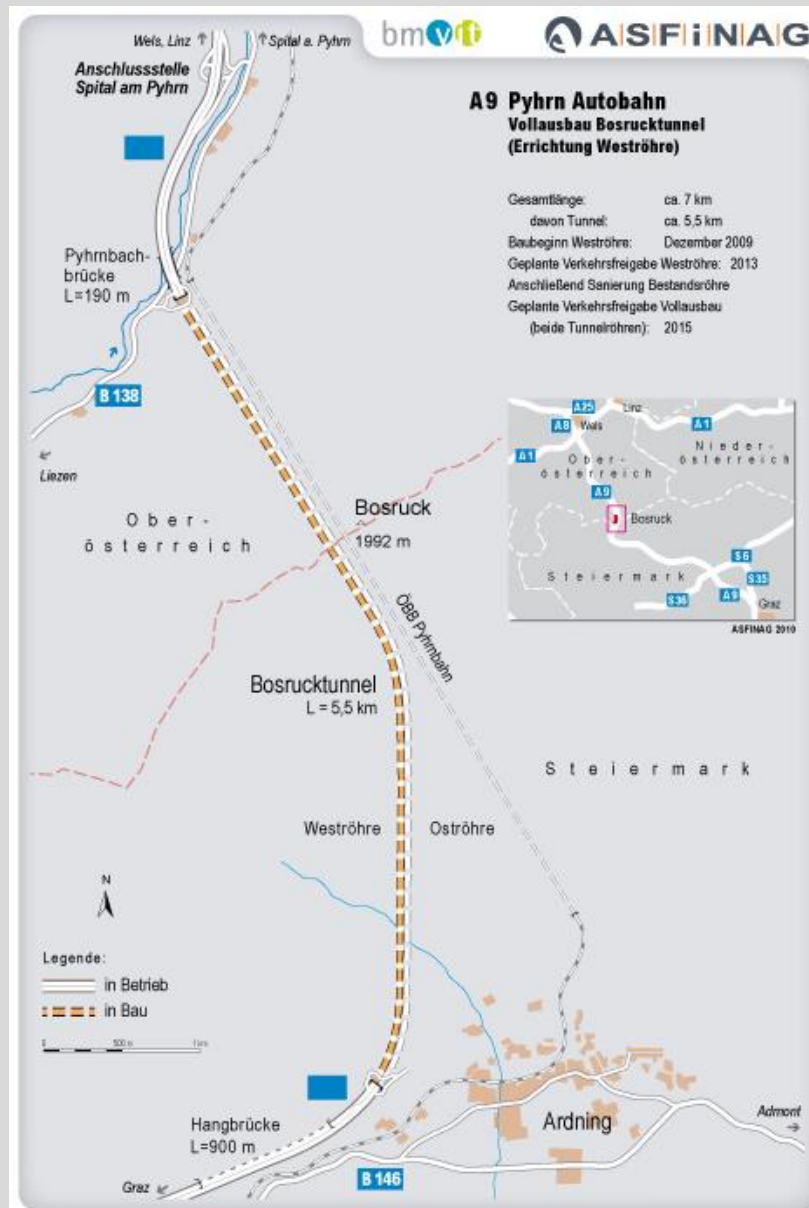 Wels, Linz
Spital a. Pyhrn
bmvit
ASFiNAG
Anschlussstelle
Spital am Pyhrn
A9 Pyhrn Autobahn
Vollausbau Bosrucktunnel
(Errichtung Weströhre)
Gesamtlänge: ca. 7 km
davon Tunnel: ca. 5,5 km
Baubeginn Weströhre: Dezember 2009
Geplante Verkehrsfreigabe Weströhre: 2013
Anschließend Sanierung Bestandsröhre
Geplante Verkehrsfreigabe Vollausbau
(beide Tunnelröhren): 2015
Pyhrnbach-
brücke
L=190 m
B 138
Liezen
Ober-
österreich
Bosruck
1992 m
A25
Linz
A8
Wels
A1
A1
Ober-
österreich
Nieder-
österreich
A9
Bosruck
Steiermark
S6
S35
S36
A9
Graz
ASFINAG 2010
ÖBB Pyhrnbahn
Bosrucktunnel
L = 5,5 km
Steiermark
Weströhre
Oströhre
N
Legende:
in Betrieb
in Bau
0 500 m 1 km
Hangbrücke
L=900 m
Ardning
Admont
Graz
B 146